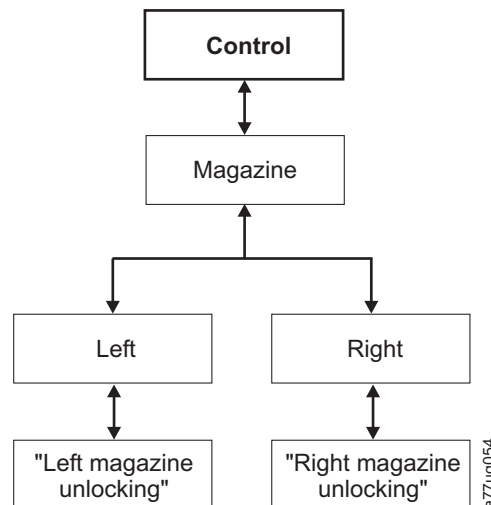 Control
Magazine
Left
Right
"Left magazine
unlocking"
"Right magazine
unlocking"
a77ug054